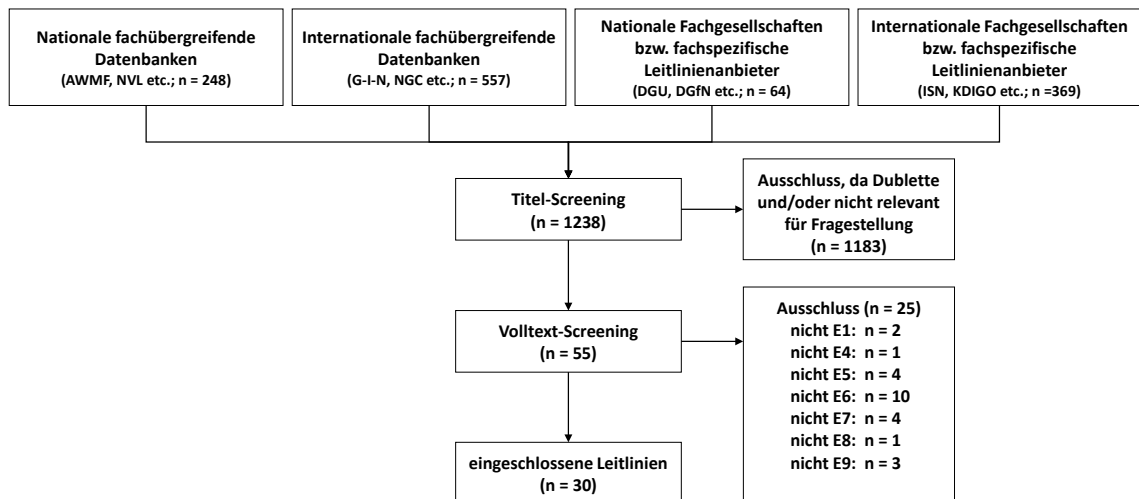 Nationale fachübergreifende
Datenbanken
(AWMF, NVL etc.; n = 248)
Internationale fachübergreifende
Datenbanken
(G-I-N, NGC etc.; n = 557)
Nationale Fachgesellschaften
bzw. fachspezifische
Leitlinienanbieter
(DGU, DGfN etc.; n = 64)
Internationale Fachgesellschaften
bzw. fachspezifische
Leitlinienanbieter
(ISN, KDIGO etc.; n =369)
Titel-Screening
(n = 1238)
Ausschluss, da Dublette
und/oder nicht relevant
für Fragestellung
(n = 1183)
Volltext-Screening
(n = 55)
Ausschluss (n = 25)
nicht E1: n = 2
nicht E4: n = 1
nicht E5: n = 4
nicht E6: n = 10
nicht E7: n = 4
nicht E8: n = 1
nicht E9: n = 3
eingeschlossene Leitlinien
(n = 30)